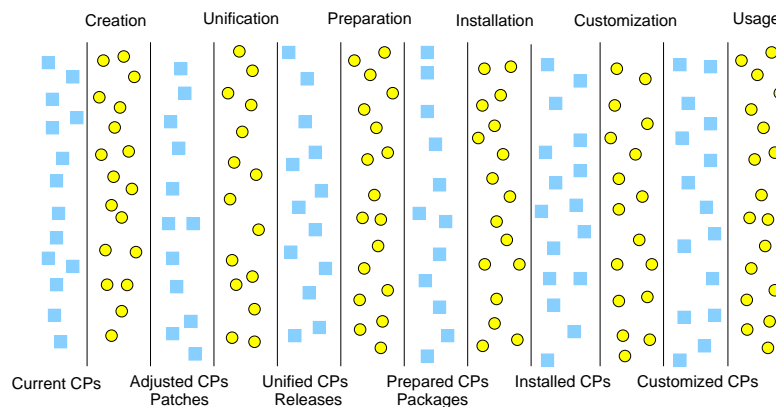 Creation
Unification
Preparation
Installation
Customization
Usage
Current CPs
Adjusted CPs
Patches
Unified CPs
Releases
Prepared CPs
Packages
Installed CPs
Customized CPs